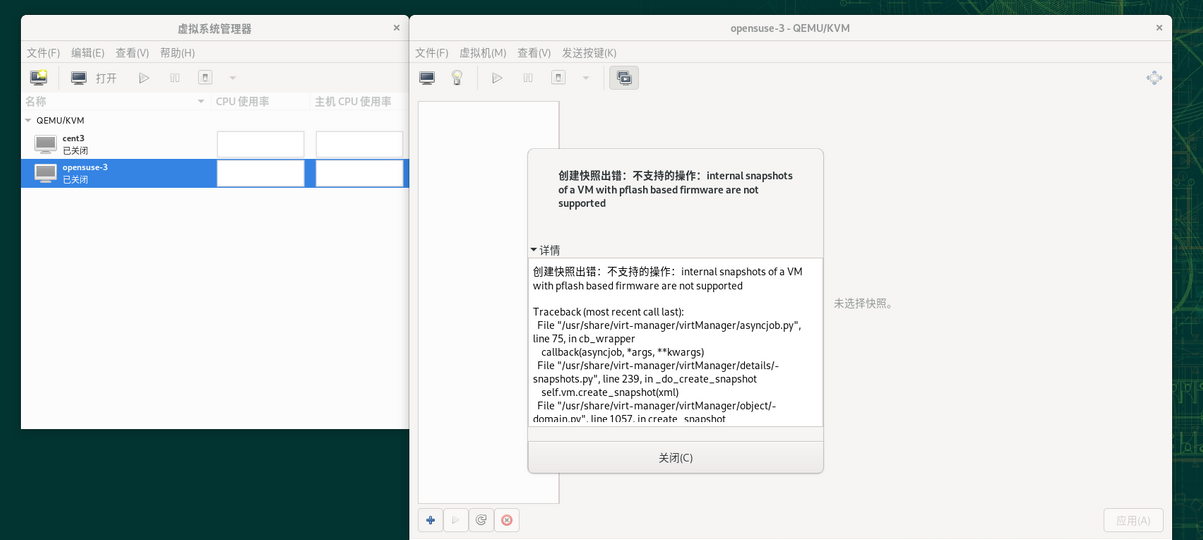 虚拟系统管理器
文件(F) 编辑(E) 查看(V) 帮助(H)
打开
名称 CPU 使用率 主机 CPU 使用率
QEMU/KVM
cent3
已关闭
opensuse-3
已关闭
opensuse-3 - QEMU/KVM
文件(F) 虚拟机(M) 查看(V) 发送按键(K)
创建快照出错：不支持的操作：internal snapshots
of a VM with pflash based firmware are not
supported
详情
创建快照出错：不支持的操作：internal snapshots of a VM
with pflash based firmware are not supported
Traceback (most recent call last):
File "/usr/share/virt-manager/virtManager/asyncjob.py",
line 75, in cb_wrapper
callback(asyncjob, *args, **kwargs)
File "/usr/share/virt-manager/virtManager/details/-
snapshots.py", line 239, in _do_create_snapshot
self.vm.create_snapshot(xml)
File "/usr/share/virt-manager/virtManager/object/-
domain.py", line 1057, in create_snapshot
关闭(C)
未选择快照。
应用(A)